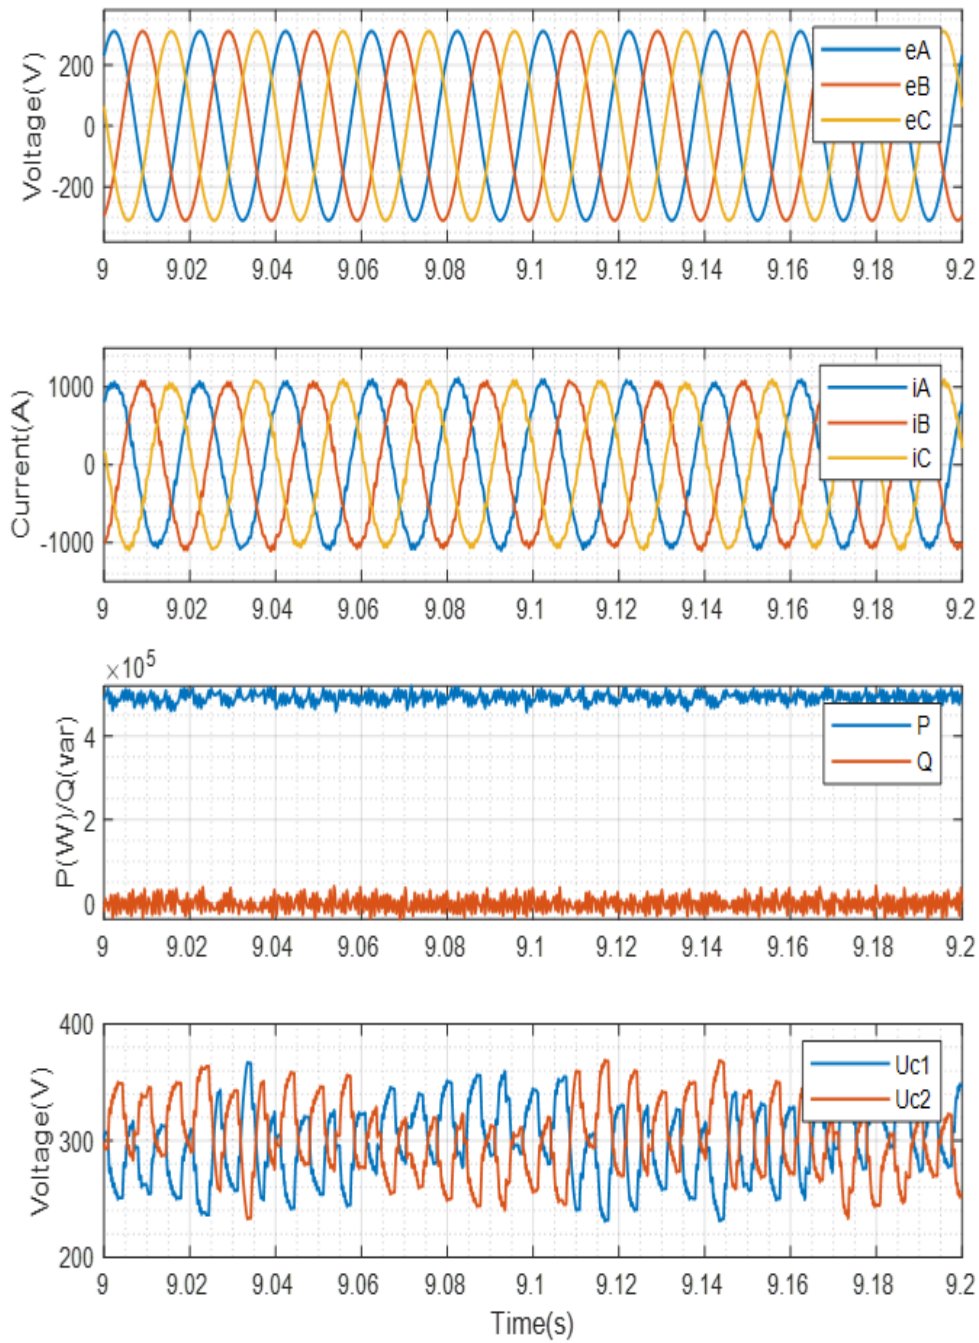 Voltage(V)
200
0
-200
eA
eB
eC
9 9.02 9.04 9.06 9.08 9.1 9.12 9.14 9.16 9.18 9.2
Current(A)
1000
0
-1000
iA
iB
iC
9 9.02 9.04 9.06 9.08 9.1 9.12 9.14 9.16 9.18 9.2
×10⁵
P(W)/Q(var)
4
2
0
P
Q
9 9.02 9.04 9.06 9.08 9.1 9.12 9.14 9.16 9.18 9.2
Voltage(V)
400
300
200
Uc1
Uc2
9 9.02 9.04 9.06 9.08 9.1 9.12 9.14 9.16 9.18 9.2
Time(s)